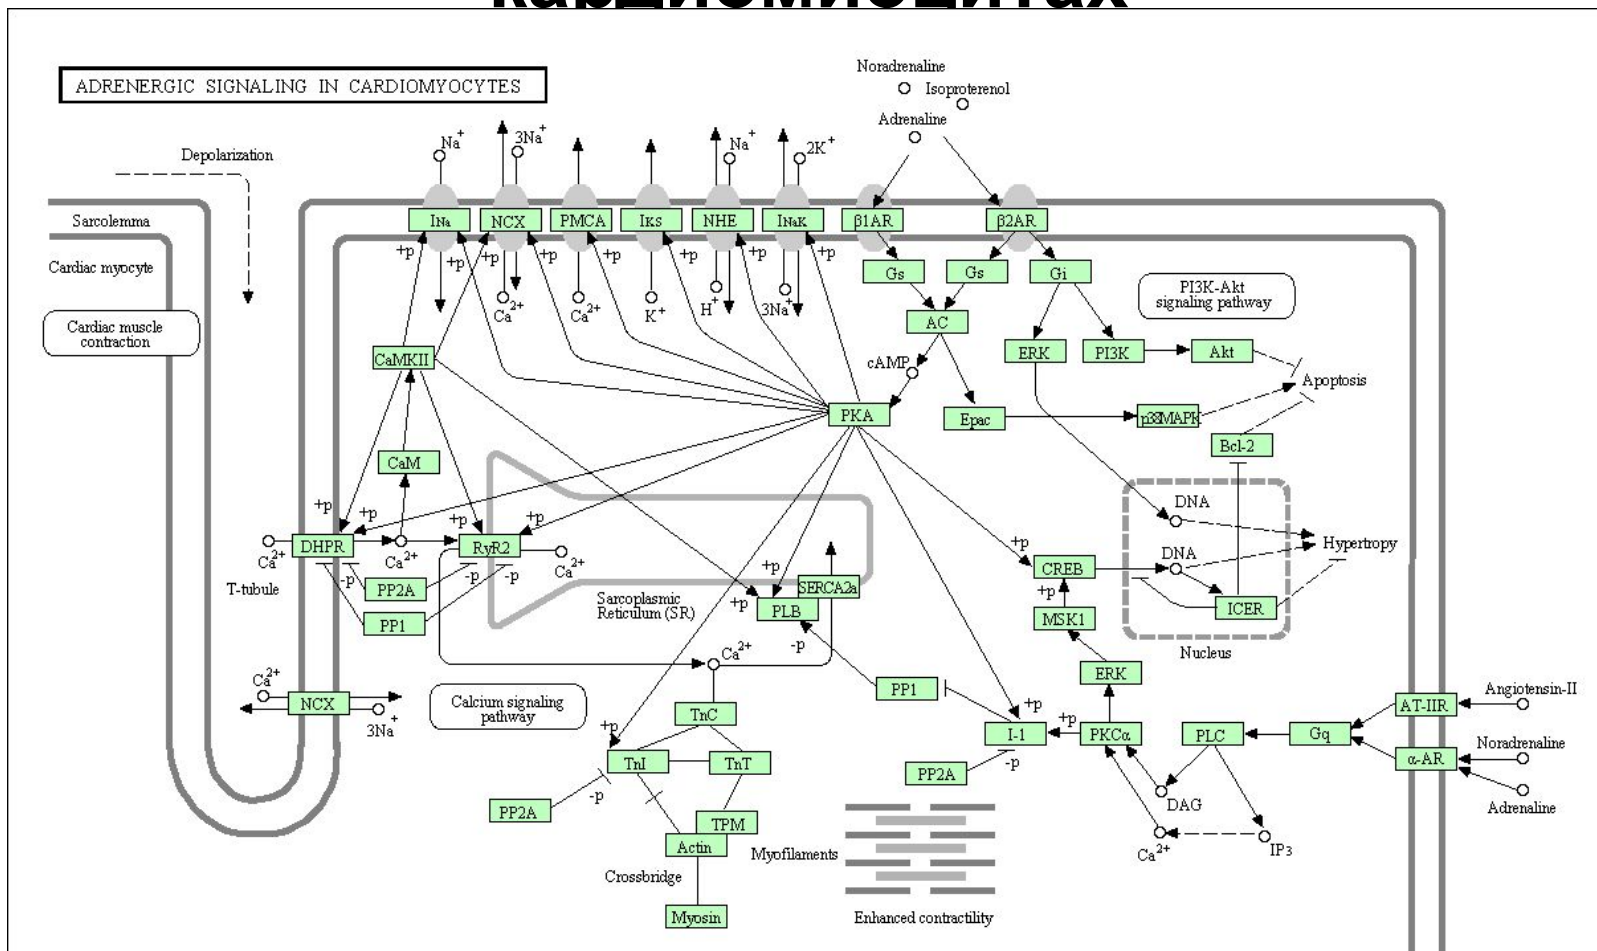 кардиомиоцитах
ADRENERGIC SIGNALING IN CARDIOMYOCYTES
Noradrenaline
Isoproterenol
Adrenaline
Depolarization
Na+
3Na+
Na+
2K+
Sarcolemma
INa
NCX
PMCA
IKS
NHE
INaK
β1AR
β2AR
+p
+p
+p
+p
+p
+p
+p
+p
Cardiac myocyte
Gs
Gs
Gi
PI3K-Akt
signaling pathway
Ca2+
Ca2+
K+
H+
3Na+
Cardiac muscle
contraction
AC
CaMKII
cAMP
ERK
PI3K
Akt
Apoptosis
PKA
Epac
p38MAPK
Bcl-2
CaM
+p
+p
+p
+p
DNA
DHPR
Ca2+
Ca2+
RyR2
Ca2+
Hypertropy
+p
DNA
CREB
T-tubule
-p
PP2A
-p
-p
+p
SERCA2a
Sarcoplasmic
Reticulum (SR)
+p
PLB
+p
ICER
PP1
MSK1
-p
Nucleus
Ca2+
ERK
Ca2+
NCX
3Na+
Calcium signaling
pathway
PP1
+p
Angiotensin-II
AT-IIR
TnC
+p
I-1
+p
PKCα
PLC
Gq
Noradrenaline
α-AR
TnI
TnT
PP2A
-p
Adrenaline
-p
PP2A
DAG
TPM
Actin
Myofilaments
Ca2+
IP3
Crossbridge
Myosin
Enhanced contractility